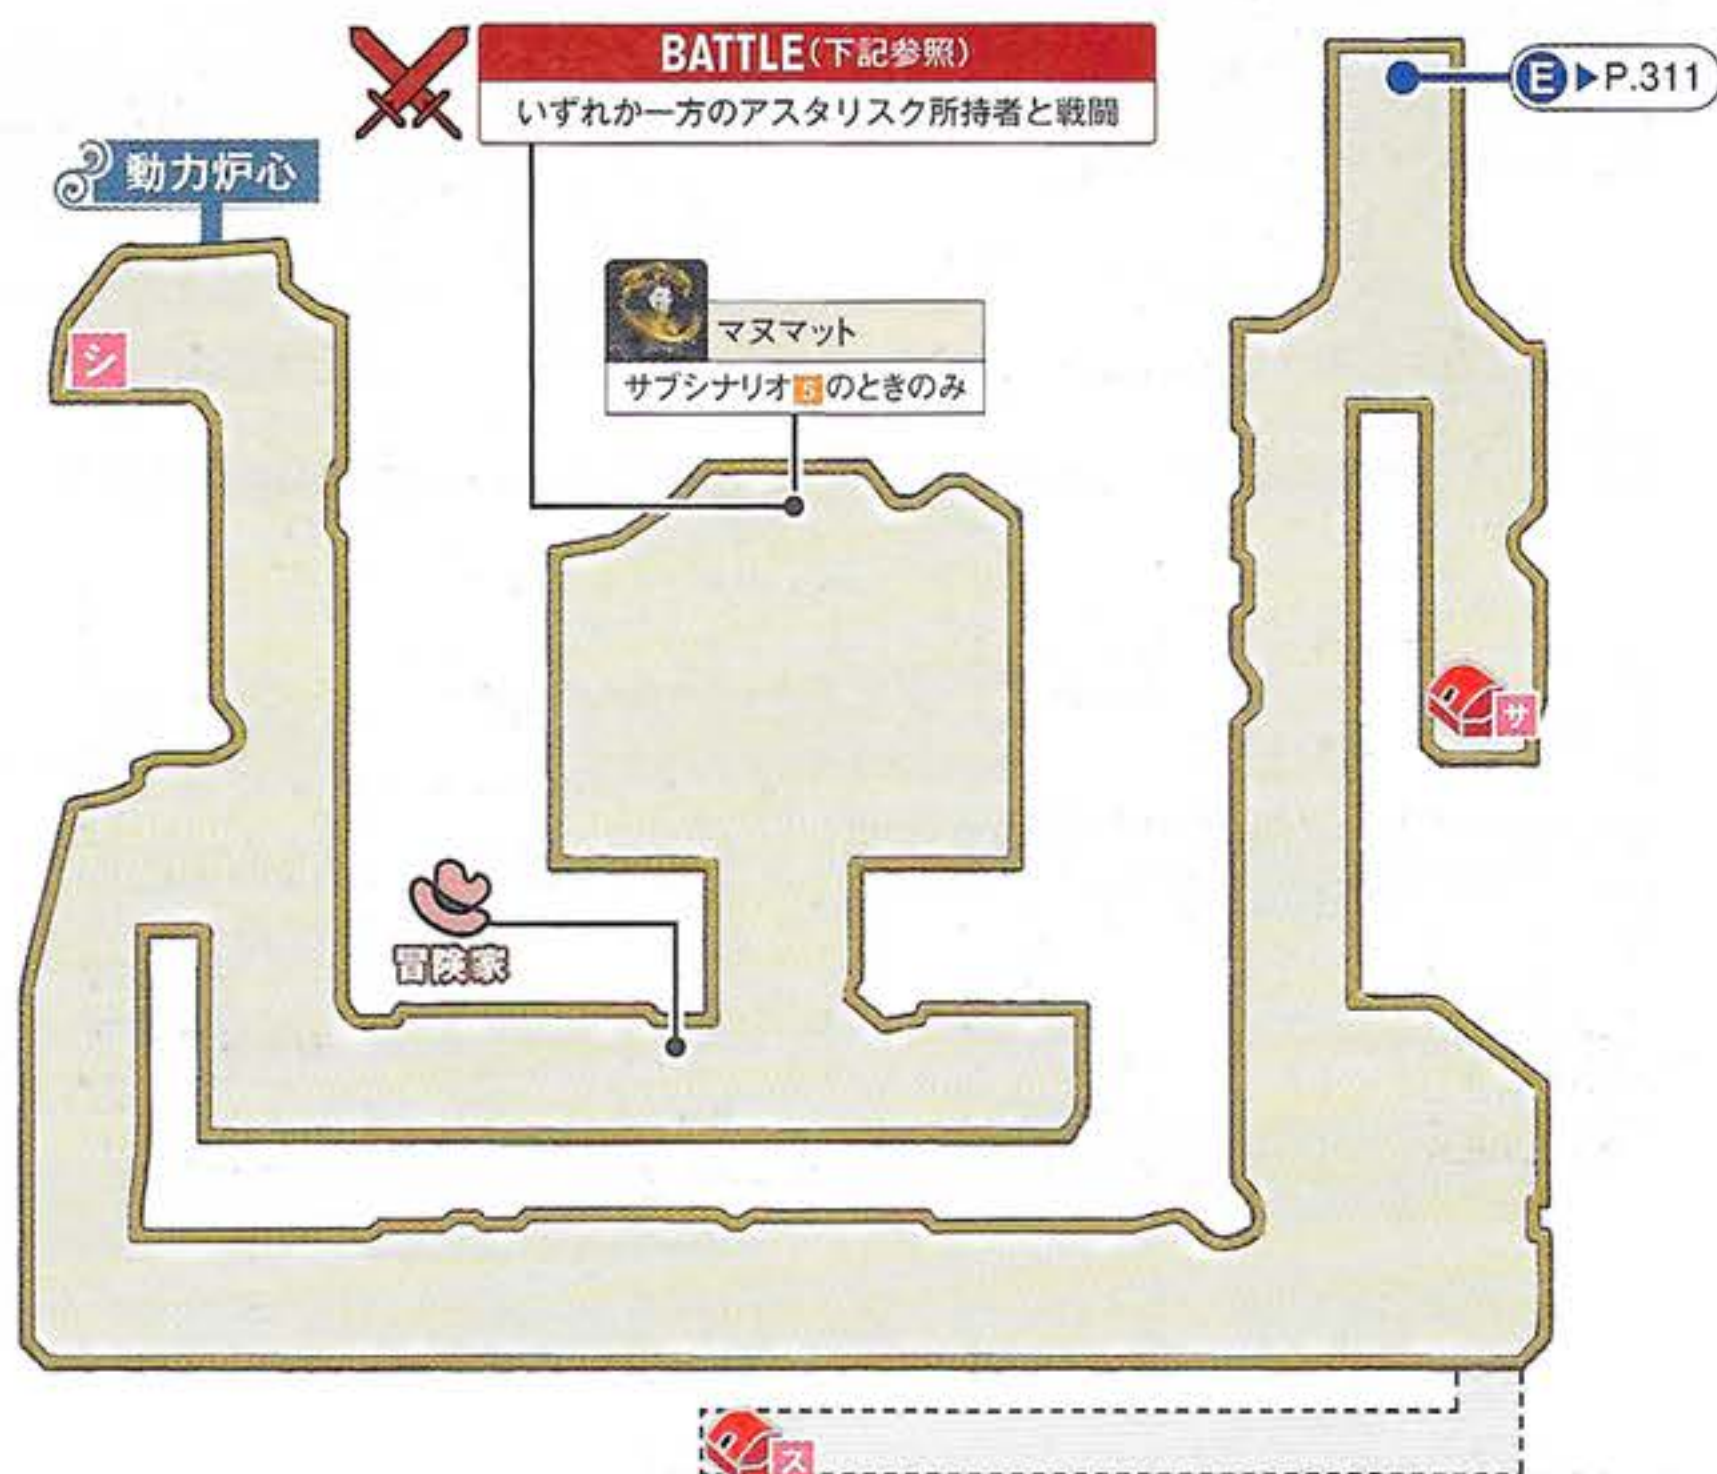 BATTLE(下記参照)
いずれか一方のアスタリスク所持者と戦闘
E ▶P.311
動力炉心
シ
マヌマット
サブシナリオ5のときのみ
サ
冒険家
ス